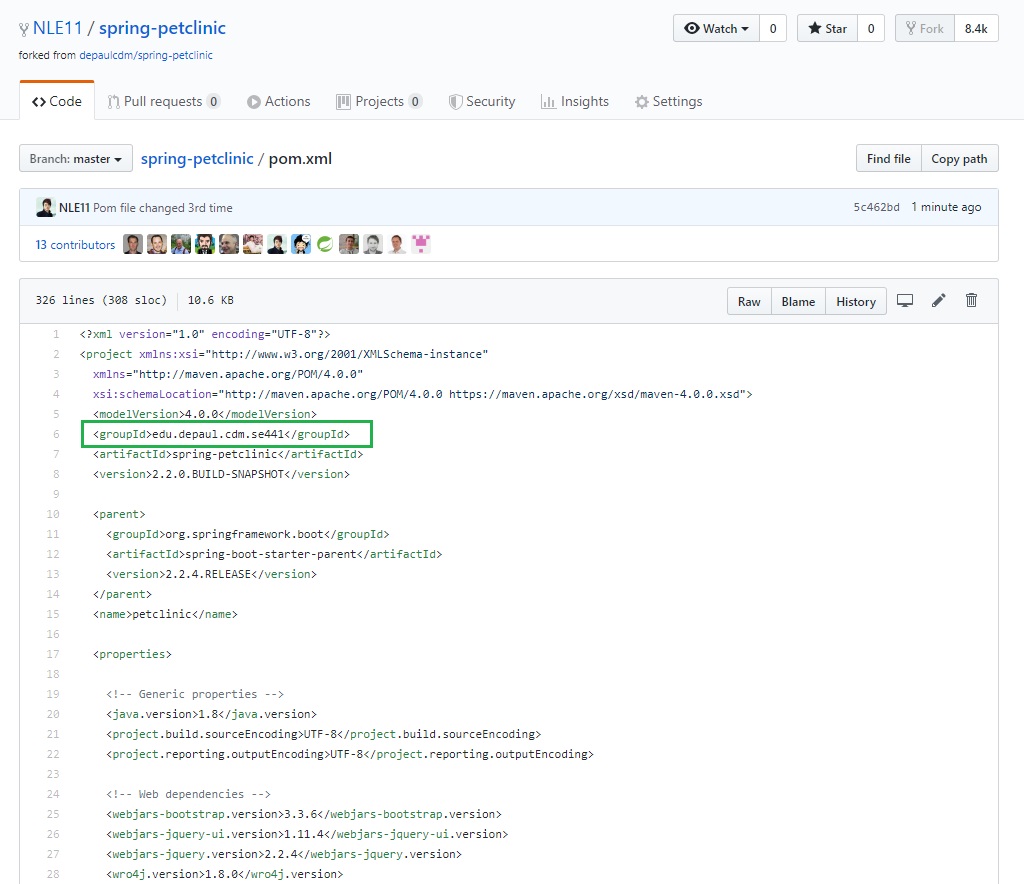 NLE11 / spring-petclinic
Watch 0 Star 0 Fork 8.4k
forked from depaulcdm/spring-petclinic
Code Pull requests 0 Actions Projects 0 Security Insights Settings
Branch: master spring-petclinic / pom.xml Find file Copy path
NLE11 Pom file changed 3rd time 5c462bd 1 minute ago
13 contributors
326 lines (308 sloc) 10.6 KB Raw Blame History
1 <?xml version="1.0" encoding="UTF-8"?>
2 <project xmlns:xsi="http://www.w3.org/2001/XMLSchema-instance"
3 xmlns="http://maven.apache.org/POM/4.0.0"
4 xsi:schemaLocation="http://maven.apache.org/POM/4.0.0 https://maven.apache.org/xsd/maven-4.0.0.xsd">
5 <modelVersion>4.0.0</modelVersion>
6 <groupId>edu.depaul.cdm.se441</groupId>
7 <artifactId>spring-petclinic</artifactId>
8 <version>2.2.0.BUILD-SNAPSHOT</version>
9
10 <parent>
11 <groupId>org.springframework.boot</groupId>
12 <artifactId>spring-boot-starter-parent</artifactId>
13 <version>2.2.4.RELEASE</version>
14 </parent>
15 <name>petclinic</name>
16
17 <properties>
18
19 <!-- Generic properties -->
20 <java.version>1.8</java.version>
21 <project.build.sourceEncoding>UTF-8</project.build.sourceEncoding>
22 <project.reporting.outputEncoding>UTF-8</project.reporting.outputEncoding>
23
24 <!-- Web dependencies -->
25 <webjars-bootstrap.version>3.3.6</webjars-bootstrap.version>
26 <webjars-jquery-ui.version>1.11.4</webjars-jquery-ui.version>
27 <webjars-jquery.version>2.2.4</webjars-jquery.version>
28 <wro4j.version>1.8.0</wro4j.version>